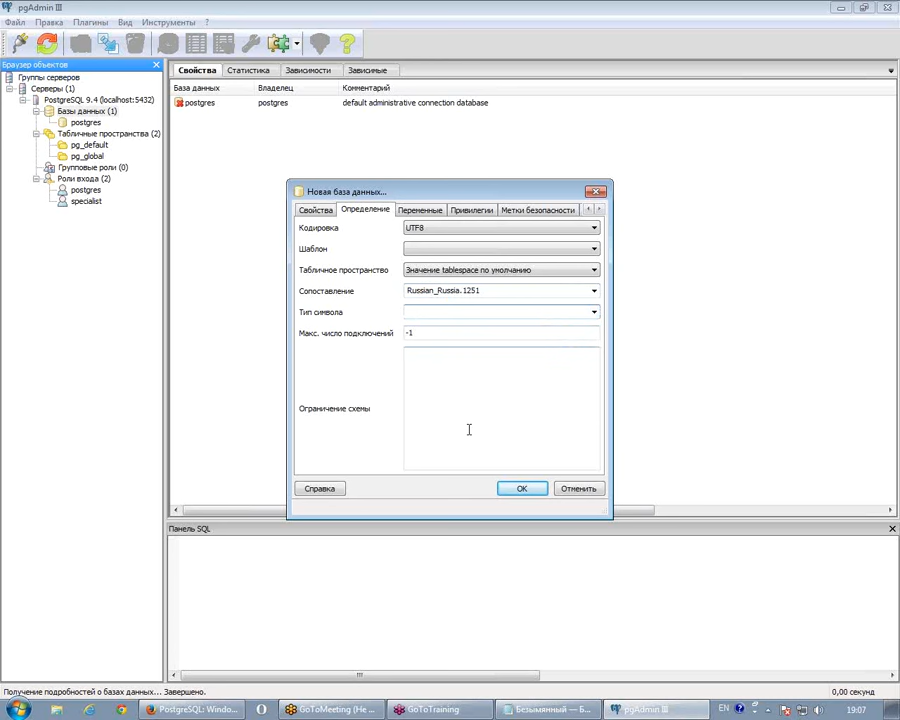 pgAdmin III
Файл Правка Плагины Вид Инструменты ?
Браузер объектов
Группы серверов
Серверы (1)
PostgreSQL 9.4 (localhost:5432)
Базы данных (1)
postgres
Табличные пространства (2)
pg_default
pg_global
Групповые роли (0)
Роли входа (2)
postgres
specialist
Свойства Статистика Зависимости Зависимые
База данных Владелец Комментарий
postgres postgres default administrative connection database
Новая база данных...
Свойства Определение Переменные Привилегии Метки безопасности
Кодировка UTF8
Шаблон
Табличное пространство Значение tablespace по умолчанию
Сопоставление Russian_Russia.1251
Тип символа
Макс. число подключений -1
Ограничение схемы
Справка OK Отменить
Панель SQL
Получение подробностей о базах данных... Завершено. 0,00 секунд
PostgreSQL: Windo... GoToMeeting (Не ... GoToTraining Безымянный — Б... pgAdmin III EN 19:07